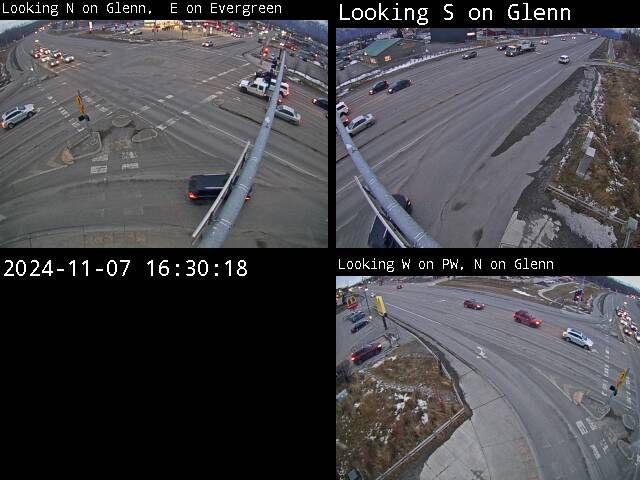 Looking N on Glenn,  E on Evergreen
Looking S on Glenn
2024-11-07 16:30:18
Looking W on PW, N on Glenn